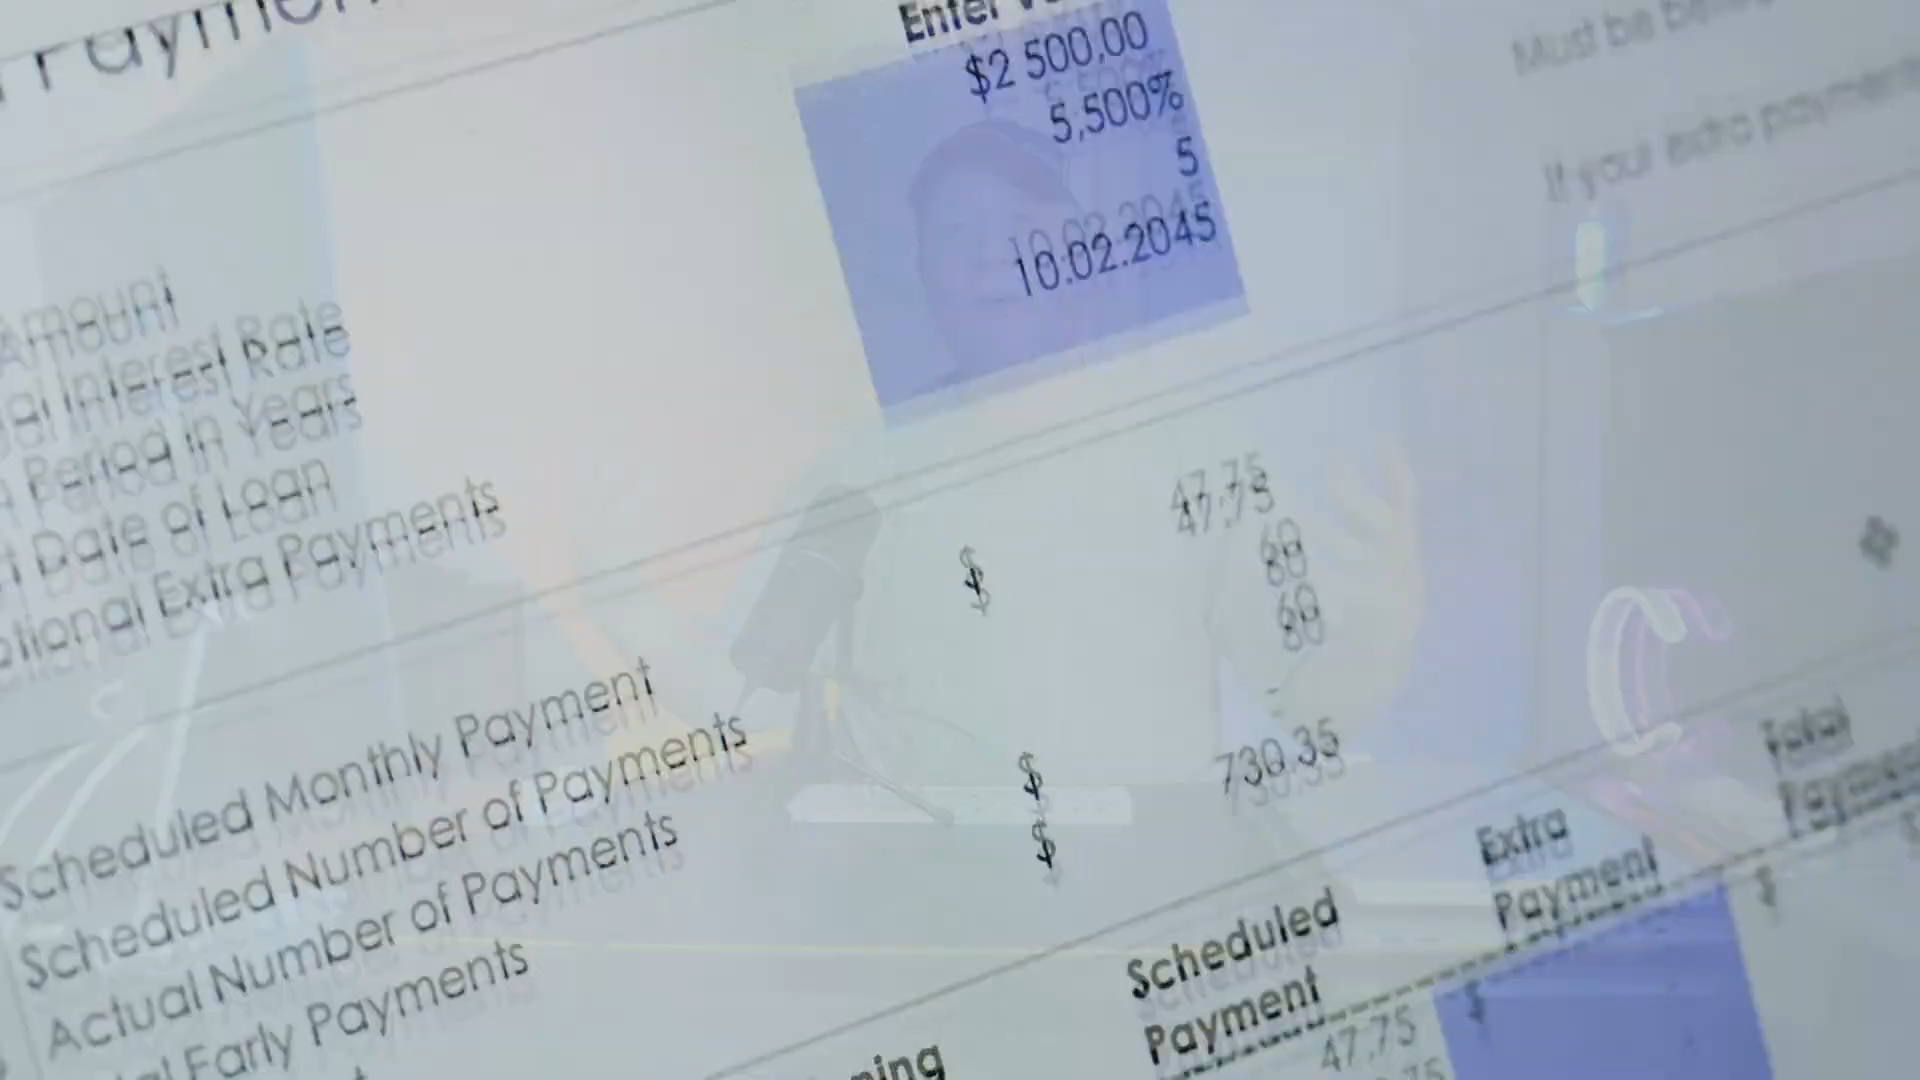 Payment
Enter
$2 500,00
5,500%
5
10.02.2045
Must be
If your extra payment
Amount
Interest Rate
Period in Years
Date of Loan
Extra Payments
Scheduled Monthly Payment
$ 47.75
Scheduled Number of Payments
60
Actual Number of Payments
60
Early Payments
$ -
$ 730.35
Scheduled
Payment
Extra
Payment
Total
47.75
$
$